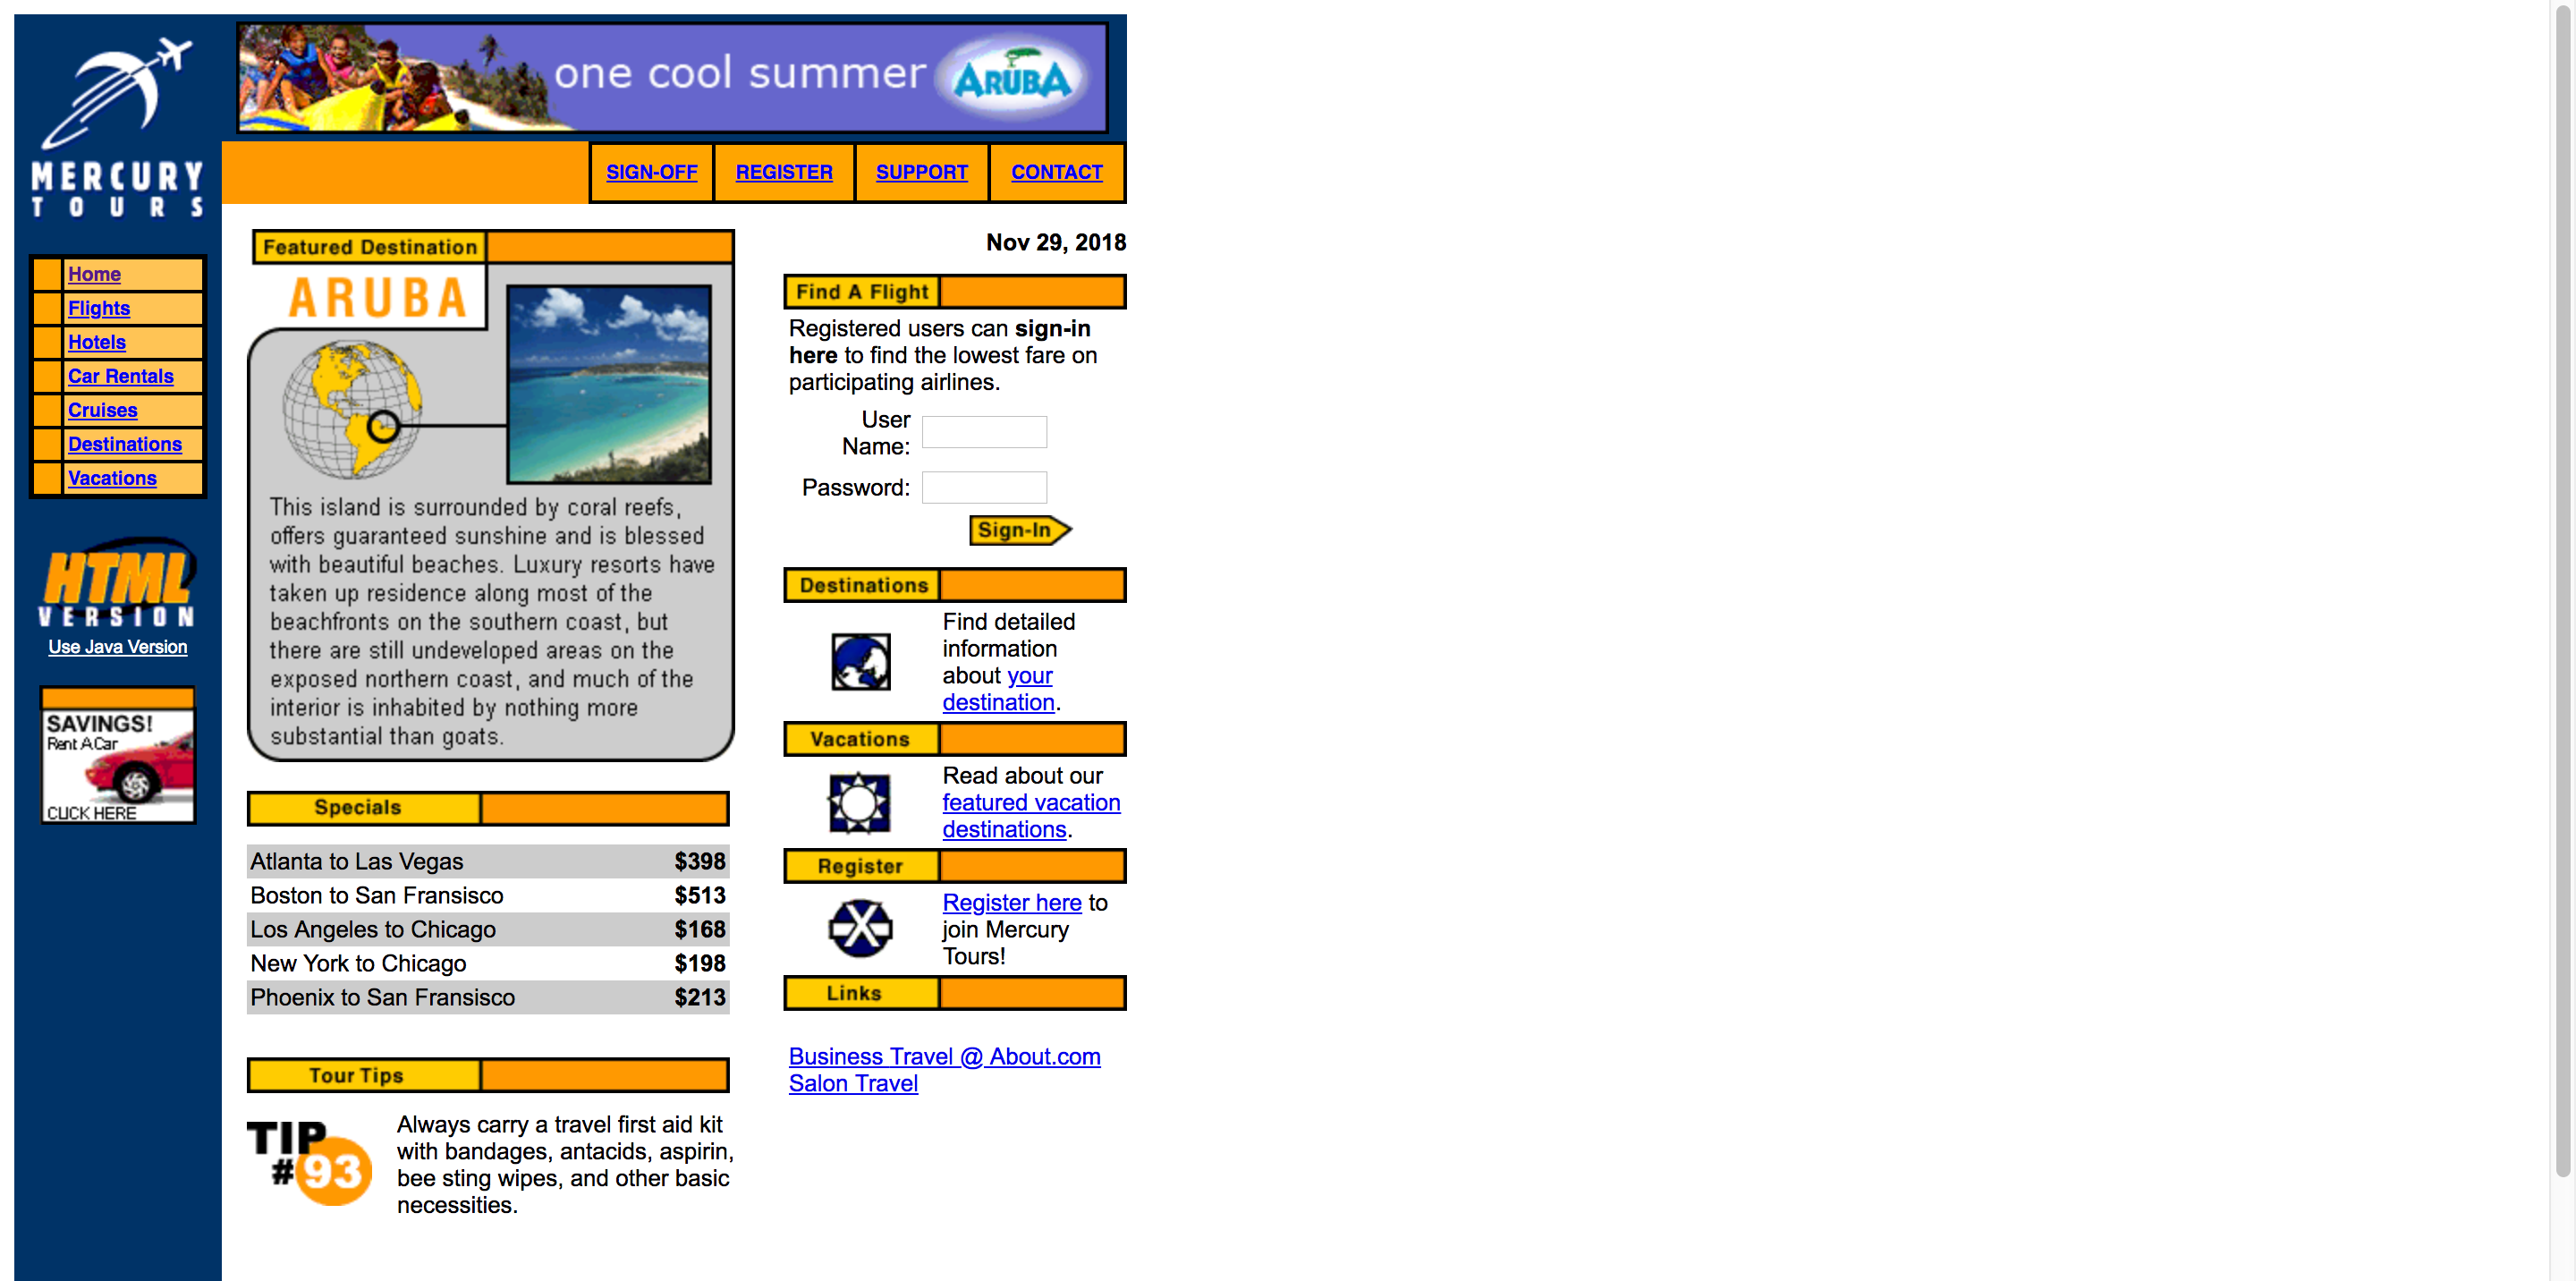 MERCURY
TOURS
one cool summer
ARUBA
SIGN-OFF
REGISTER
SUPPORT
CONTACT
Home
Flights
Hotels
Car Rentals
Cruises
Destinations
Vacations
HTML
VERSION
Use Java Version
SAVINGS!
Rent A Car
CLICK HERE
Featured Destination
ARUBA
This island is surrounded by coral reefs,
offers guaranteed sunshine and is blessed
with beautiful beaches. Luxury resorts have
taken up residence along most of the
beachfronts on the southern coast, but
there are still undeveloped areas on the
exposed northern coast, and much of the
interior is inhabited by nothing more
substantial than goats.
Specials
Atlanta to Las Vegas $398
Boston to San Fransisco $513
Los Angeles to Chicago $168
New York to Chicago $198
Phoenix to San Fransisco $213
Tour Tips
TIP
#93
Always carry a travel first aid kit
with bandages, antacids, aspirin,
bee sting wipes, and other basic
necessities.
Nov 29, 2018
Find A Flight
Registered users can sign-in
here to find the lowest fare on
participating airlines.
User
Name:
Password:
Sign-In
Destinations
Find detailed
information
about your
destination.
Vacations
Read about our
featured vacation
destinations.
Register
Register here to
join Mercury
Tours!
Links
Business Travel @ About.com
Salon Travel